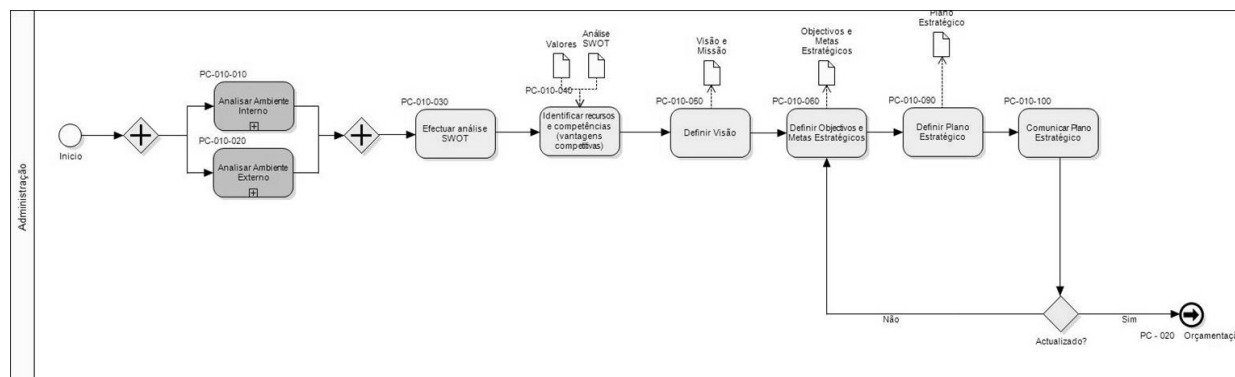 Administração
Início
PC-010-010
Analisar Ambiente
Interno
PC-010-020
Analisar Ambiente
Externo
PC-010-030
Efectuar análise
SWOT
Valores
Análise
SWOT
PC-010-040
Identificar recursos
e competências
(vantagens
competitivas)
Visão e
Missão
PC-010-050
Definir Visão
Objectivos e
Metas
Estratégicos
PC-010-060
Definir Objectivos e
Metas Estratégicos
Plano
Estratégico
PC-010-090
Definir Plano
Estratégico
PC-010-100
Comunicar Plano
Estratégico
Não
Actualizado?
Sim
PC - 020 Orçamentaçã